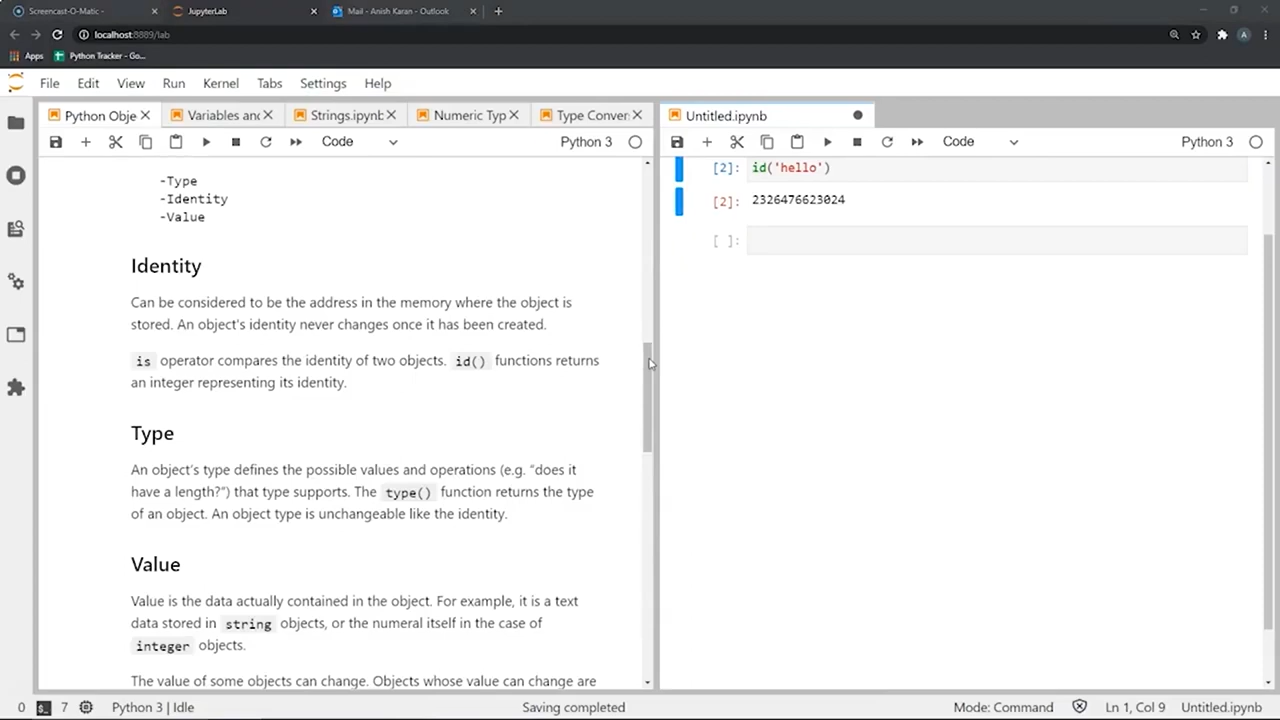 Screencast-O-Matic -
JupyterLab
Mail - Anish Karan - Outlook
localhost:8889/lab
A
Apps
Python Tracker - Go...
File Edit View Run Kernel Tabs Settings Help
Python Obje
Variables and
Strings.ipynb
Numeric Typ
Type Conver
Untitled.ipynb
Code
Python 3
Code
Python 3
-Type
-Identity
-Value
Identity
Can be considered to be the address in the memory where the object is
stored. An object's identity never changes once it has been created.
is operator compares the identity of two objects. id() functions returns
an integer representing its identity.
Type
An object's type defines the possible values and operations (e.g. "does it
have a length?") that type supports. The type() function returns the type
of an object. An object type is unchangeable like the identity.
Value
Value is the data actually contained in the object. For example, it is a text
data stored in string objects, or the numeral itself in the case of
integer objects.
The value of some objects can change. Objects whose value can change are
[2]: id('hello')
[2]: 2326476623024
[ ]:
0 7 Python 3 | Idle Saving completed Mode: Command Ln 1, Col 9 Untitled.ipynb